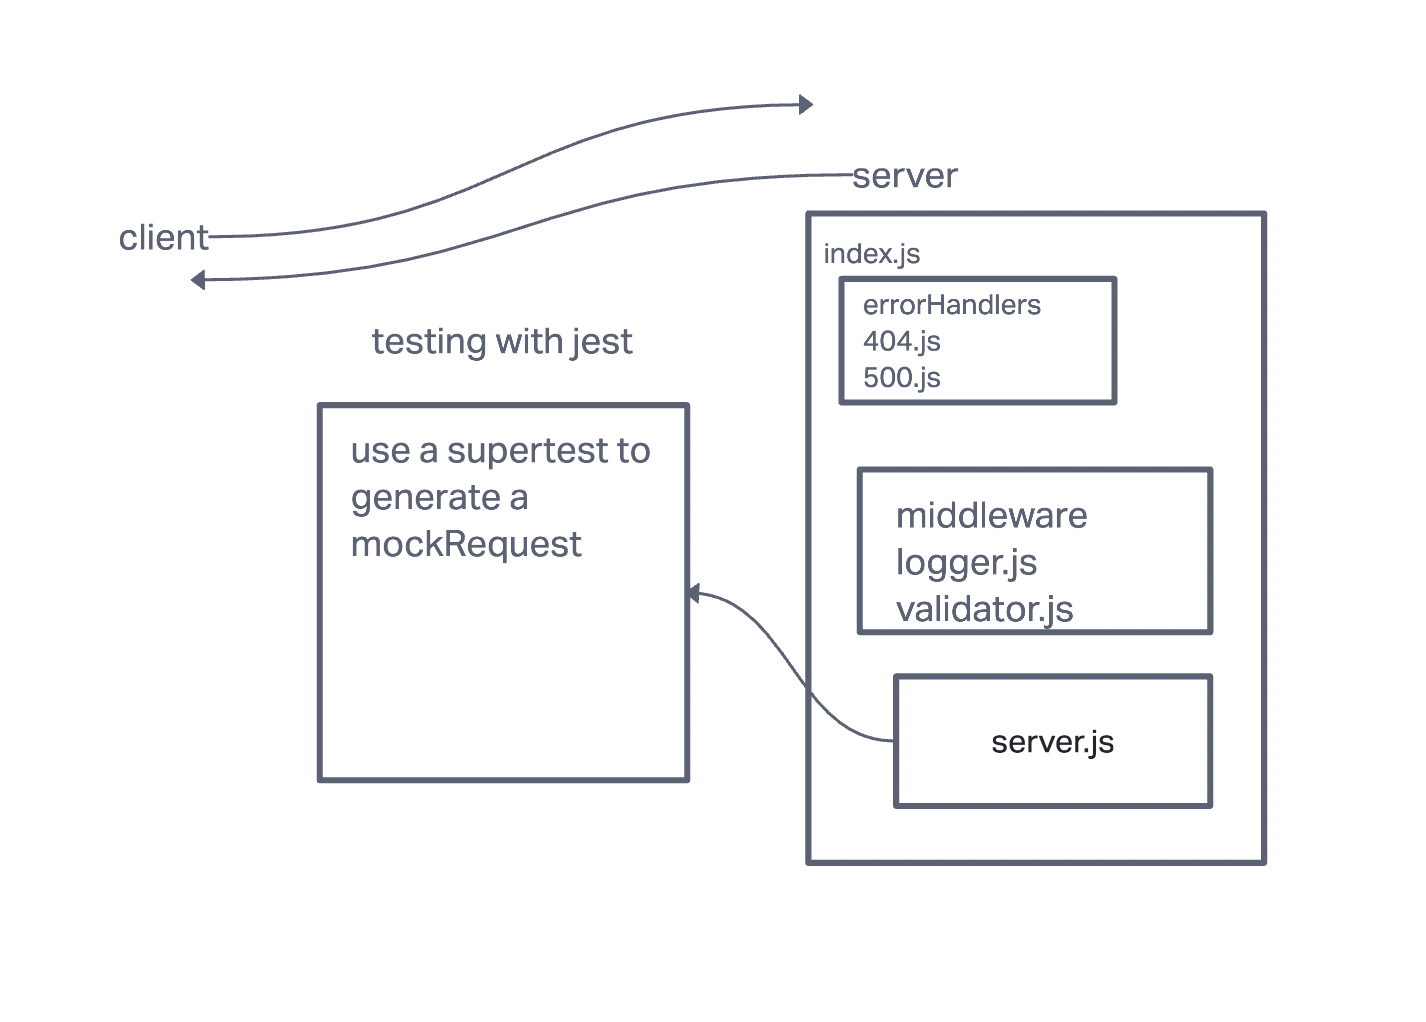 server
client
index.js
errorHandlers
404.js
500.js
testing with jest
use a supertest to
generate a
mockRequest
middleware
logger.js
validator.js
server.js